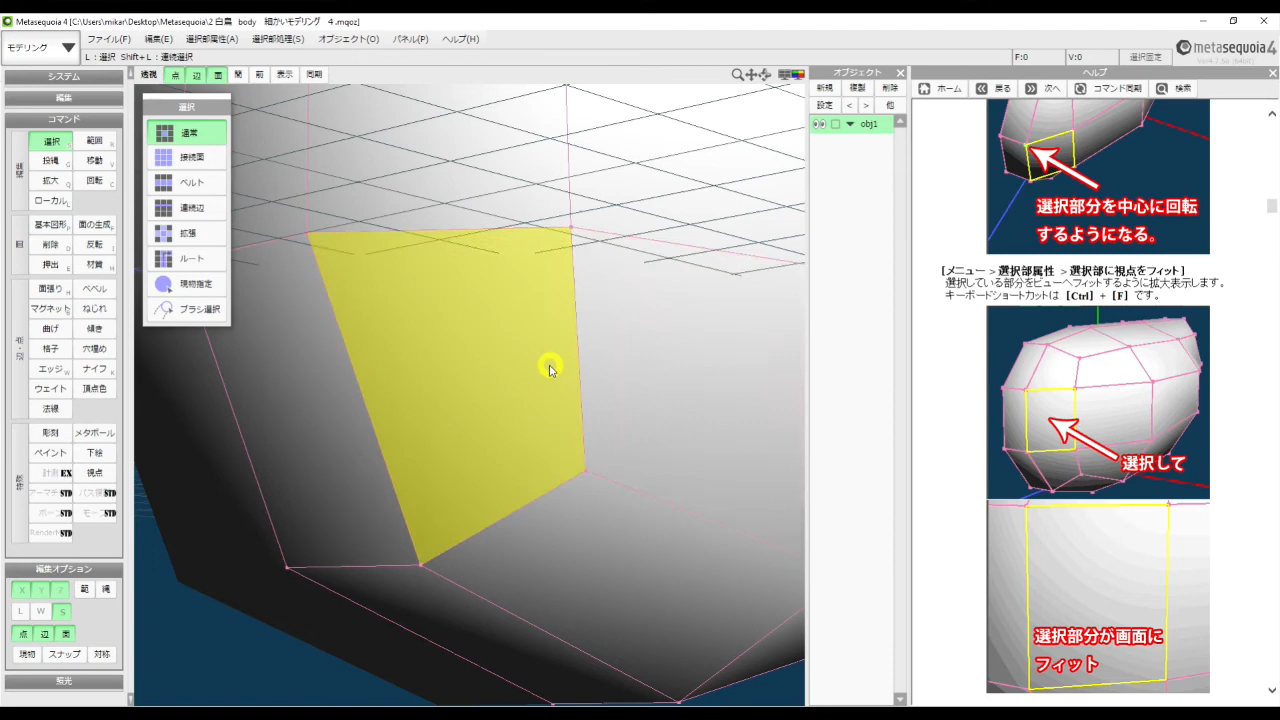 Metasequoia 4 [C:\Users\mikar\Desktop\Metasequoia\2 白鳥 body 細かいモデリング 4 .mqoz]
モデリング
ファイル(F) 編集(E) 選択部属性(A) 選択部処理(S) オブジェクト(O) パネル(P) ヘルプ(H)
L : 選択 Shift+L : 連続選択
F:0 V:0 選択固定
metasequoia 4
システム
透視 点 辺 面 簡 前 表示 同期
オブジェクト
ヘルプ
編集
コマンド
選択 範囲
投縄 移動
拡大 回転
ローカル
基本図形 面の生成
削除 反転
押出 材質
面張り ベベル
マグネット ねじれ
曲げ 傾き
格子 穴埋め
エッジ ナイフ
ウェイト 頂点色
法線
彫刻 メタボール
ペイント 下絵
計測 EX 視点
STD STD
STD STD
STD
編集オプション
X Y Z 範 縄
L W S
点 辺 面
現物 スナップ 対称
照光
選択
通常
接続面
ベルト
連続辺
拡張
ルート
現物指定
ブラシ選択
新規 複製 削除
設定 < > 他
obj1
ホーム 戻る 次へ コマンド同期 検索
選択部分を中心に回転
するようになる。
[メニュー > 選択部属性 > 選択部に視点をフィット]
選択している部分をビューへフィットするように拡大表示します。
キーボードショートカットは [Ctrl] + [F] です。
選択して
選択部分が画面に
フィット